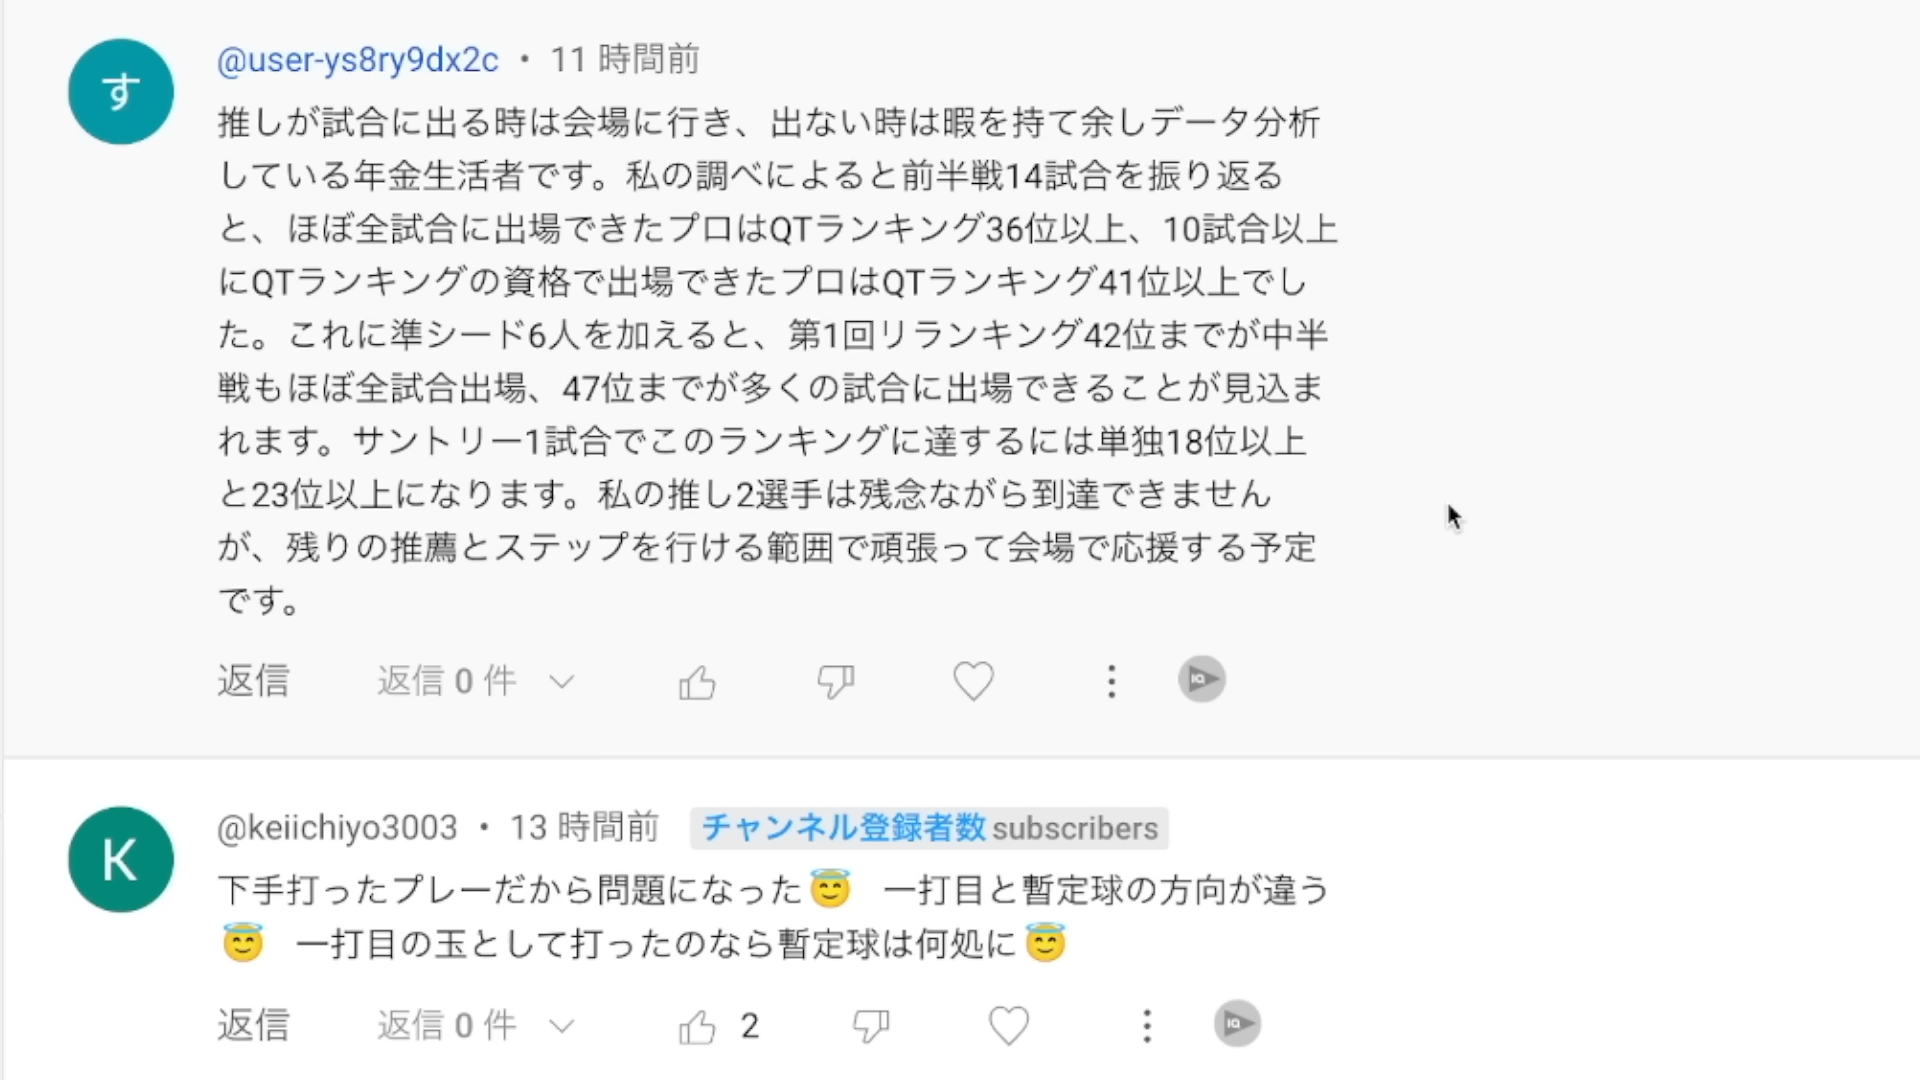 す
@user-ys8ry9dx2c • 11 時間前
推しが試合に出る時は会場に行き、出ない時は暇を持て余しデータ分析
している年金生活者です。私の調べによると前半戦14試合を振り返る
と、ほぼ全試合に出場できたプロはQTランキング36位以上、10試合以上
にQTランキングの資格で出場できたプロはQTランキング41位以上でし
た。これに準シード6人を加えると、第1回リランキング42位までが中半
戦もほぼ全試合出場、47位までが多くの試合に出場できることが見込ま
れます。サントリー1試合でこのランキングに達するには単独18位以上
と23位以上になります。私の推し2選手は残念ながら到達できません
が、残りの推薦とステップを行ける範囲で頑張って会場で応援する予定
です。
返信 返信 0 件
IQ
K
@keiichiyo3003 • 13 時間前 チャンネル登録者数 subscribers
下手打ったプレーだから問題になった😇 一打目と暫定球の方向が違う
😇 一打目の玉として打ったのなら暫定球は何処に😇
返信 返信 0 件 2
IQ